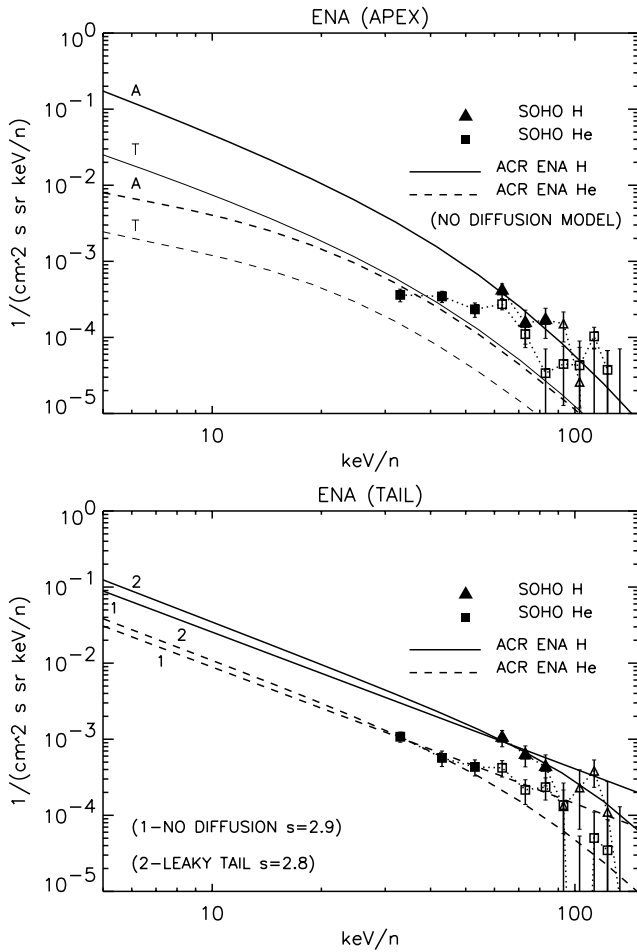 ENA (APEX)
10^0
10^-1
10^-2
10^-3
10^-4
10^-5
1/(cm^2 s sr keV/n)
A
T
A
T
SOHO H
SOHO He
ACR ENA H
ACR ENA He
(NO DIFFUSION MODEL)
10
100
keV/n
ENA (TAIL)
10^0
10^-1
10^-2
10^-3
10^-4
10^-5
1/(cm^2 s sr keV/n)
2
1
2
1
SOHO H
SOHO He
ACR ENA H
ACR ENA He
(1-NO DIFFUSION s=2.9)
(2-LEAKY TAIL s=2.8)
10
100
keV/n